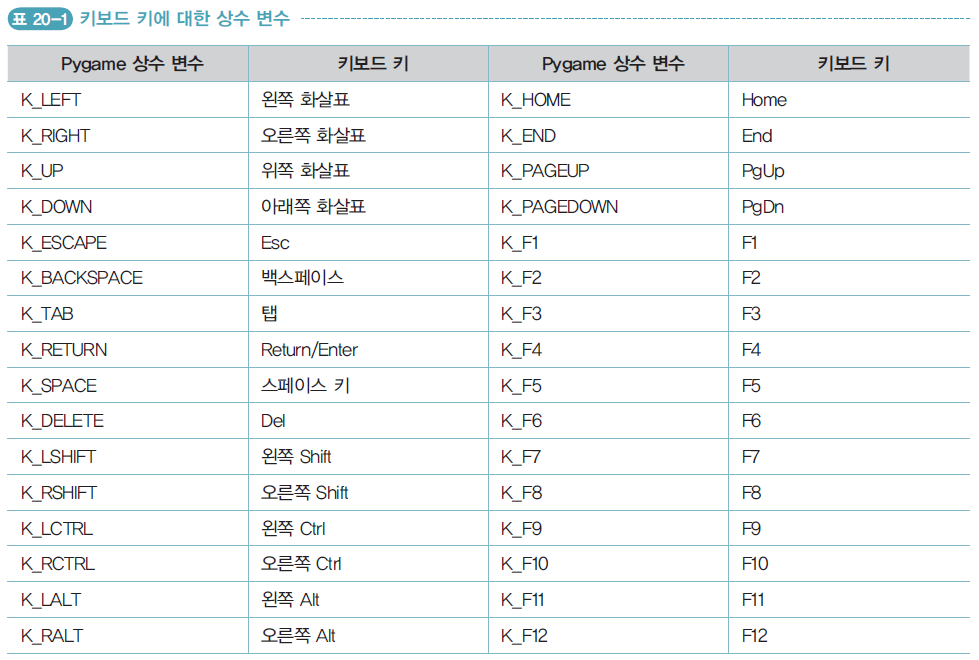 표 20-1 키보드 키에 대한 상수 변수
Pygame 상수 변수 키보드 키 Pygame 상수 변수 키보드 키
K_LEFT 왼쪽 화살표 K_HOME Home
K_RIGHT 오른쪽 화살표 K_END End
K_UP 위쪽 화살표 K_PAGEUP PgUp
K_DOWN 아래쪽 화살표 K_PAGEDOWN PgDn
K_ESCAPE Esc K_F1 F1
K_BACKSPACE 백스페이스 K_F2 F2
K_TAB 탭 K_F3 F3
K_RETURN Return/Enter K_F4 F4
K_SPACE 스페이스 키 K_F5 F5
K_DELETE Del K_F6 F6
K_LSHIFT 왼쪽 Shift K_F7 F7
K_RSHIFT 오른쪽 Shift K_F8 F8
K_LCTRL 왼쪽 Ctrl K_F9 F9
K_RCTRL 오른쪽 Ctrl K_F10 F10
K_LALT 왼쪽 Alt K_F11 F11
K_RALT 오른쪽 Alt K_F12 F12